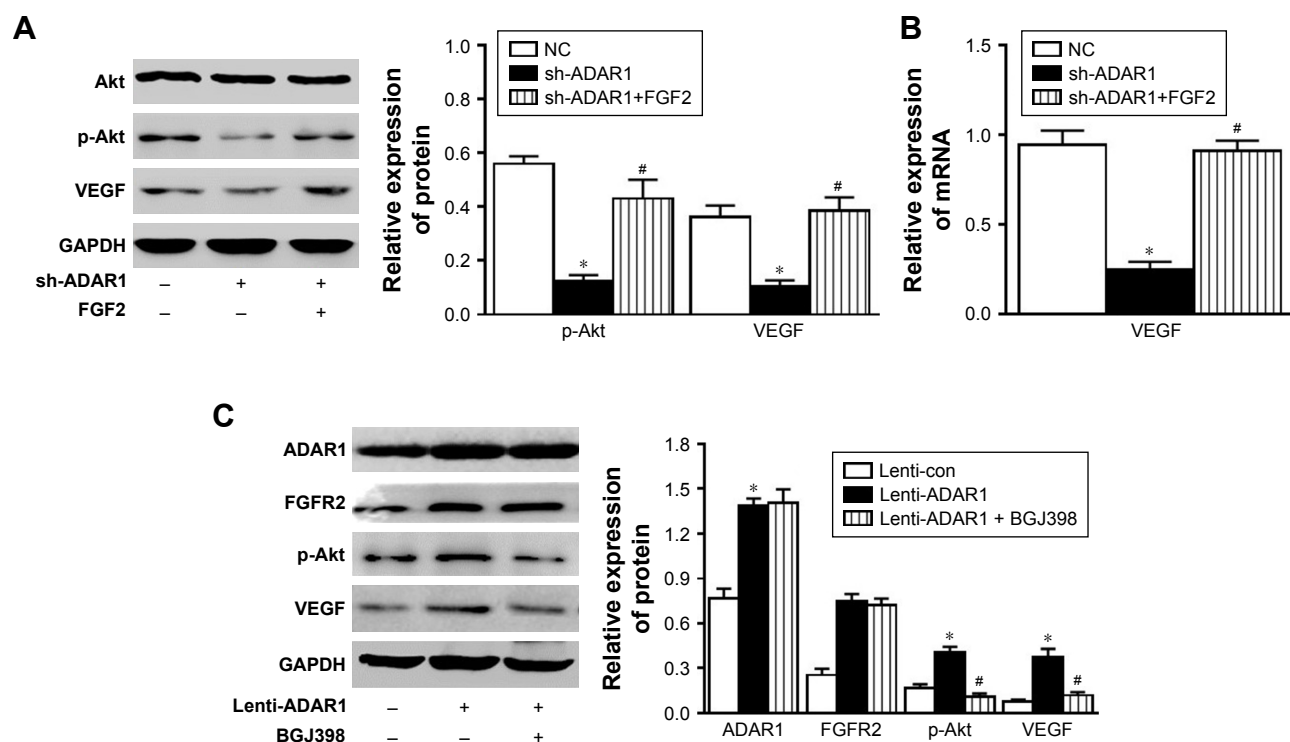 A
Akt
p-Akt
VEGF
GAPDH
sh-ADAR1 – + +
FGF2 – – +
Relative expression
of protein
1.0
0.8
0.6
0.4
0.2
0.0
NC
sh-ADAR1
sh-ADAR1+FGF2
* # * #
p-Akt VEGF
B
Relative expression
of mRNA
1.5
1.0
0.5
0.0
NC
sh-ADAR1
sh-ADAR1+FGF2
* #
VEGF
C
ADAR1
FGFR2
p-Akt
VEGF
GAPDH
Lenti-ADAR1 – + +
BGJ398 – – +
Relative expression
of protein
1.8
1.5
1.2
0.9
0.6
0.3
0.0
Lenti-con
Lenti-ADAR1
Lenti-ADAR1 + BGJ398
* * # * #
ADAR1 FGFR2 p-Akt VEGF